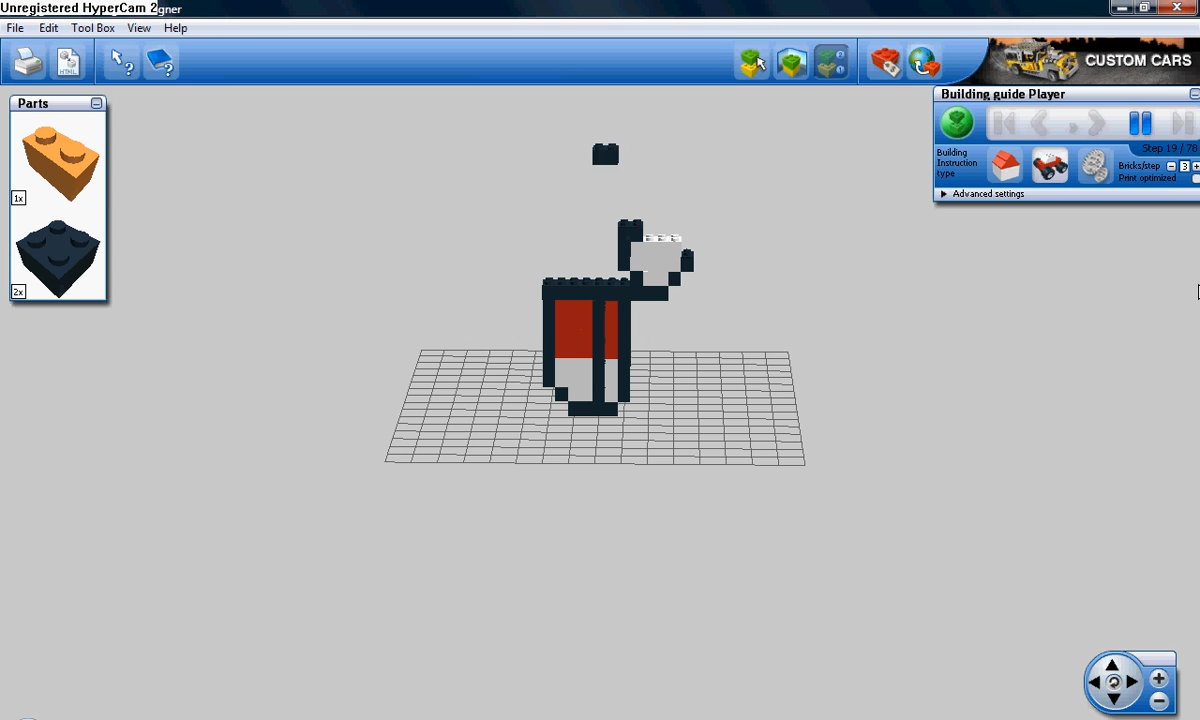 Unregistered HyperCam 2gner
File Edit Tool Box View Help
HTML
CUSTOM CARS
Parts
1x
2x
Building guide Player
Step 19 / 78
Building
Instruction
type
Bricks/step
3
Print optimized
Advanced settings